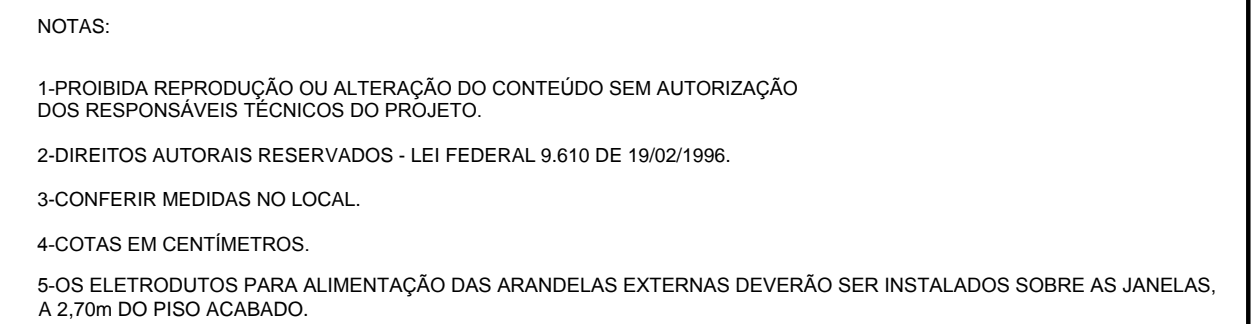 NOTAS:
1-PROIBIDA REPRODUÇÃO OU ALTERAÇÃO DO CONTEÚDO SEM AUTORIZAÇÃO
DOS RESPONSÁVEIS TÉCNICOS DO PROJETO.
2-DIREITOS AUTORAIS RESERVADOS - LEI FEDERAL 9.610 DE 19/02/1996.
3-CONFERIR MEDIDAS NO LOCAL.
4-COTAS EM CENTÍMETROS.
5-OS ELETRODUTOS PARA ALIMENTAÇÃO DAS ARANDELAS EXTERNAS DEVERÃO SER INSTALADOS SOBRE AS JANELAS,
A 2,70m DO PISO ACABADO.